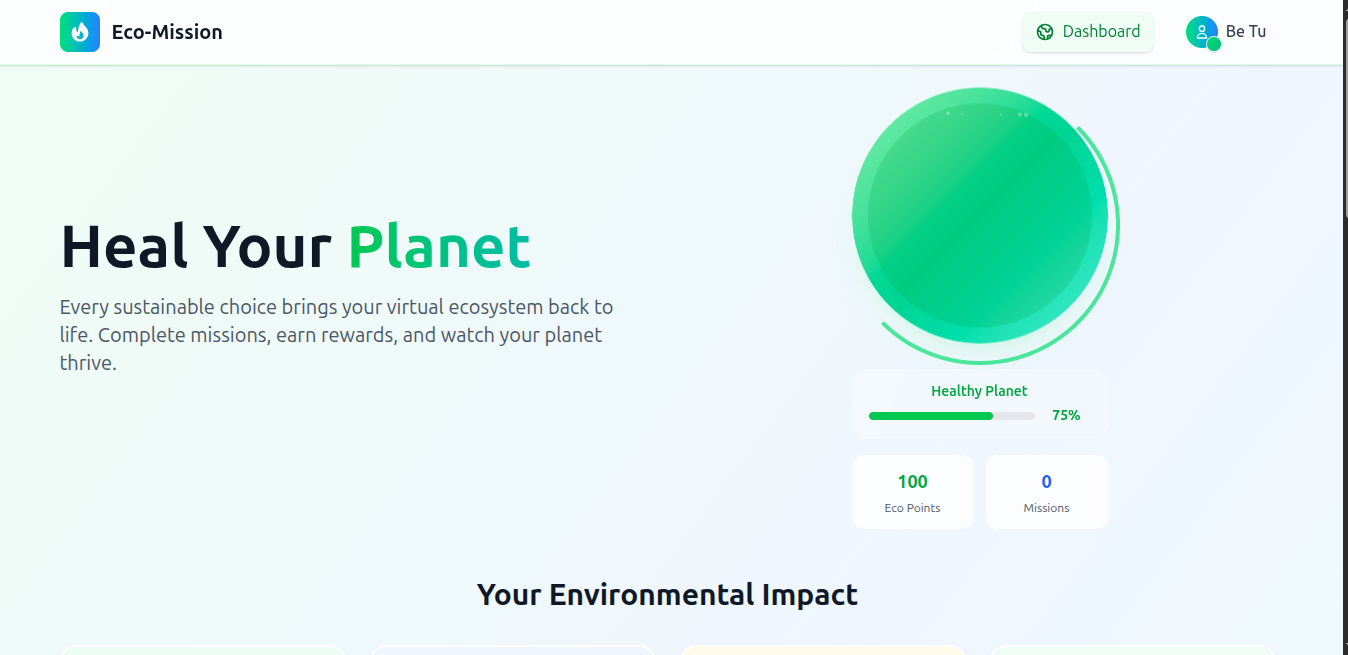 Eco-Mission
Dashboard
Be Tu
Heal Your Planet
Every sustainable choice brings your virtual ecosystem back to
life. Complete missions, earn rewards, and watch your planet
thrive.
Healthy Planet
75%
100
Eco Points
0
Missions
Your Environmental Impact